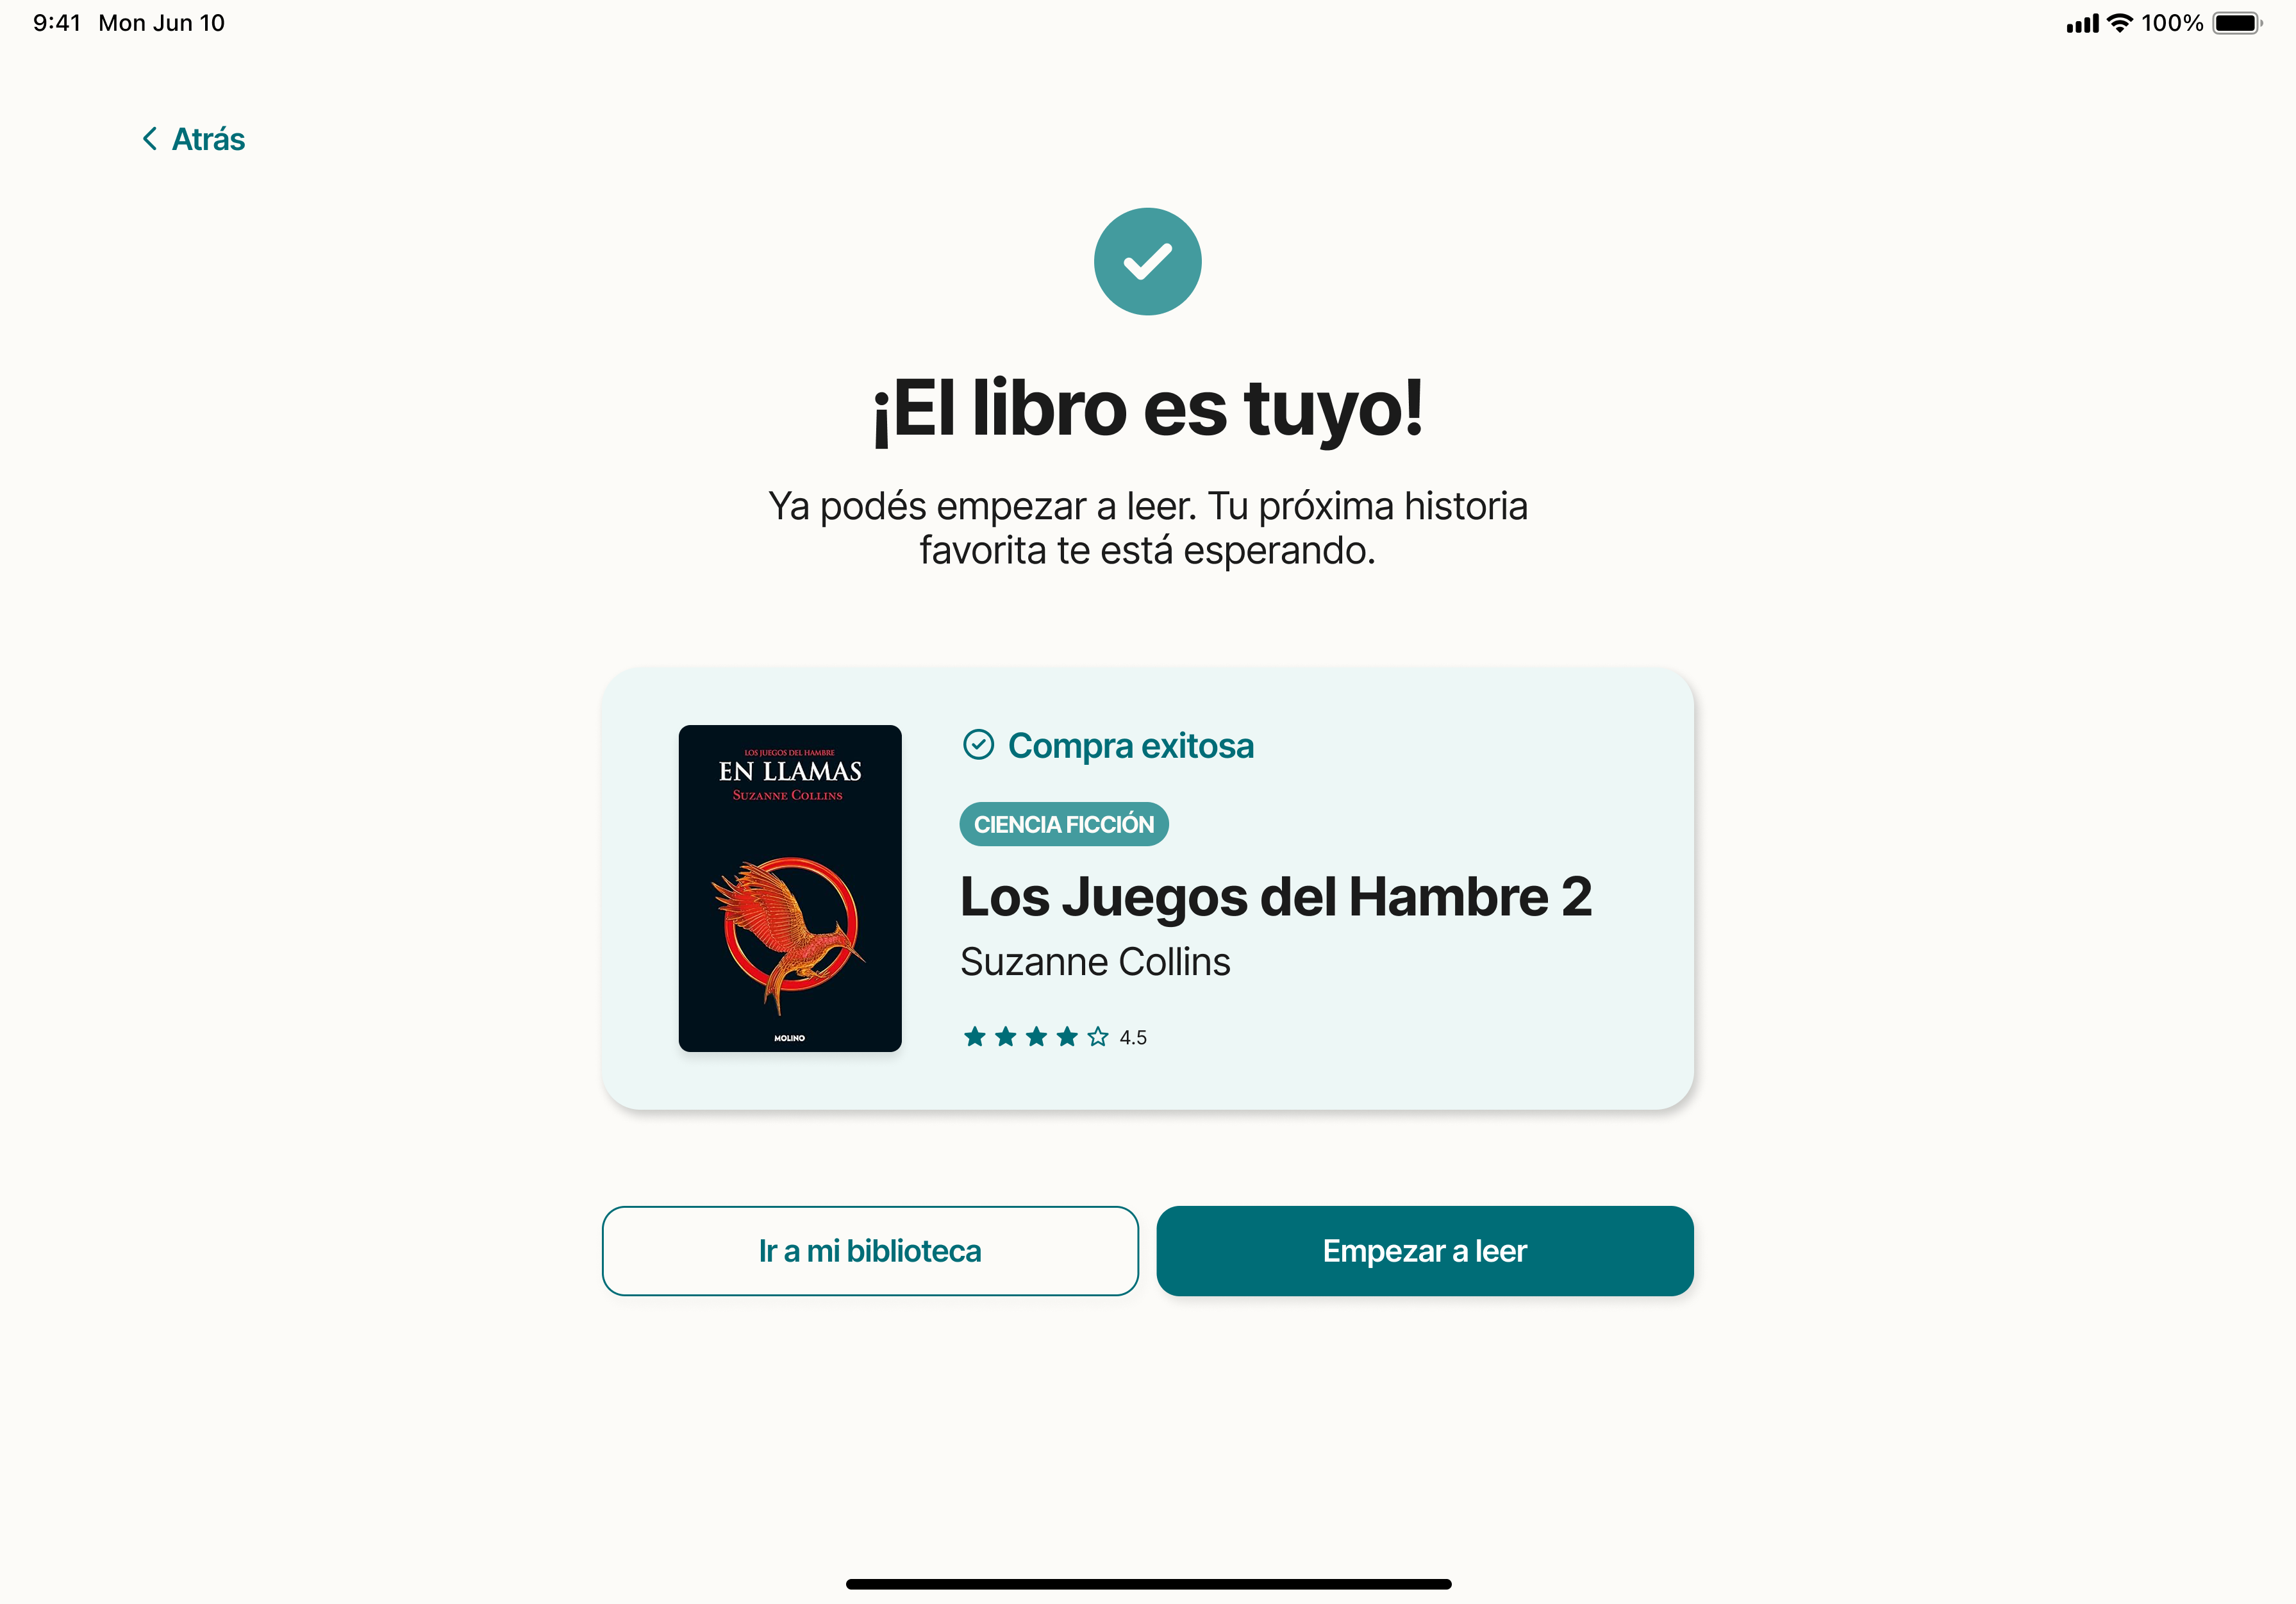 9:41 Mon Jun 10
100%
Atrás
¡El libro es tuyo!
Ya podés empezar a leer. Tu próxima historia
favorita te está esperando.
LOS JUEGOS DEL HAMBRE
EN LLAMAS
SUZANNE COLLINS
MOLINO
Compra exitosa
CIENCIA FICCIÓN
Los Juegos del Hambre 2
Suzanne Collins
4.5
Ir a mi biblioteca
Empezar a leer